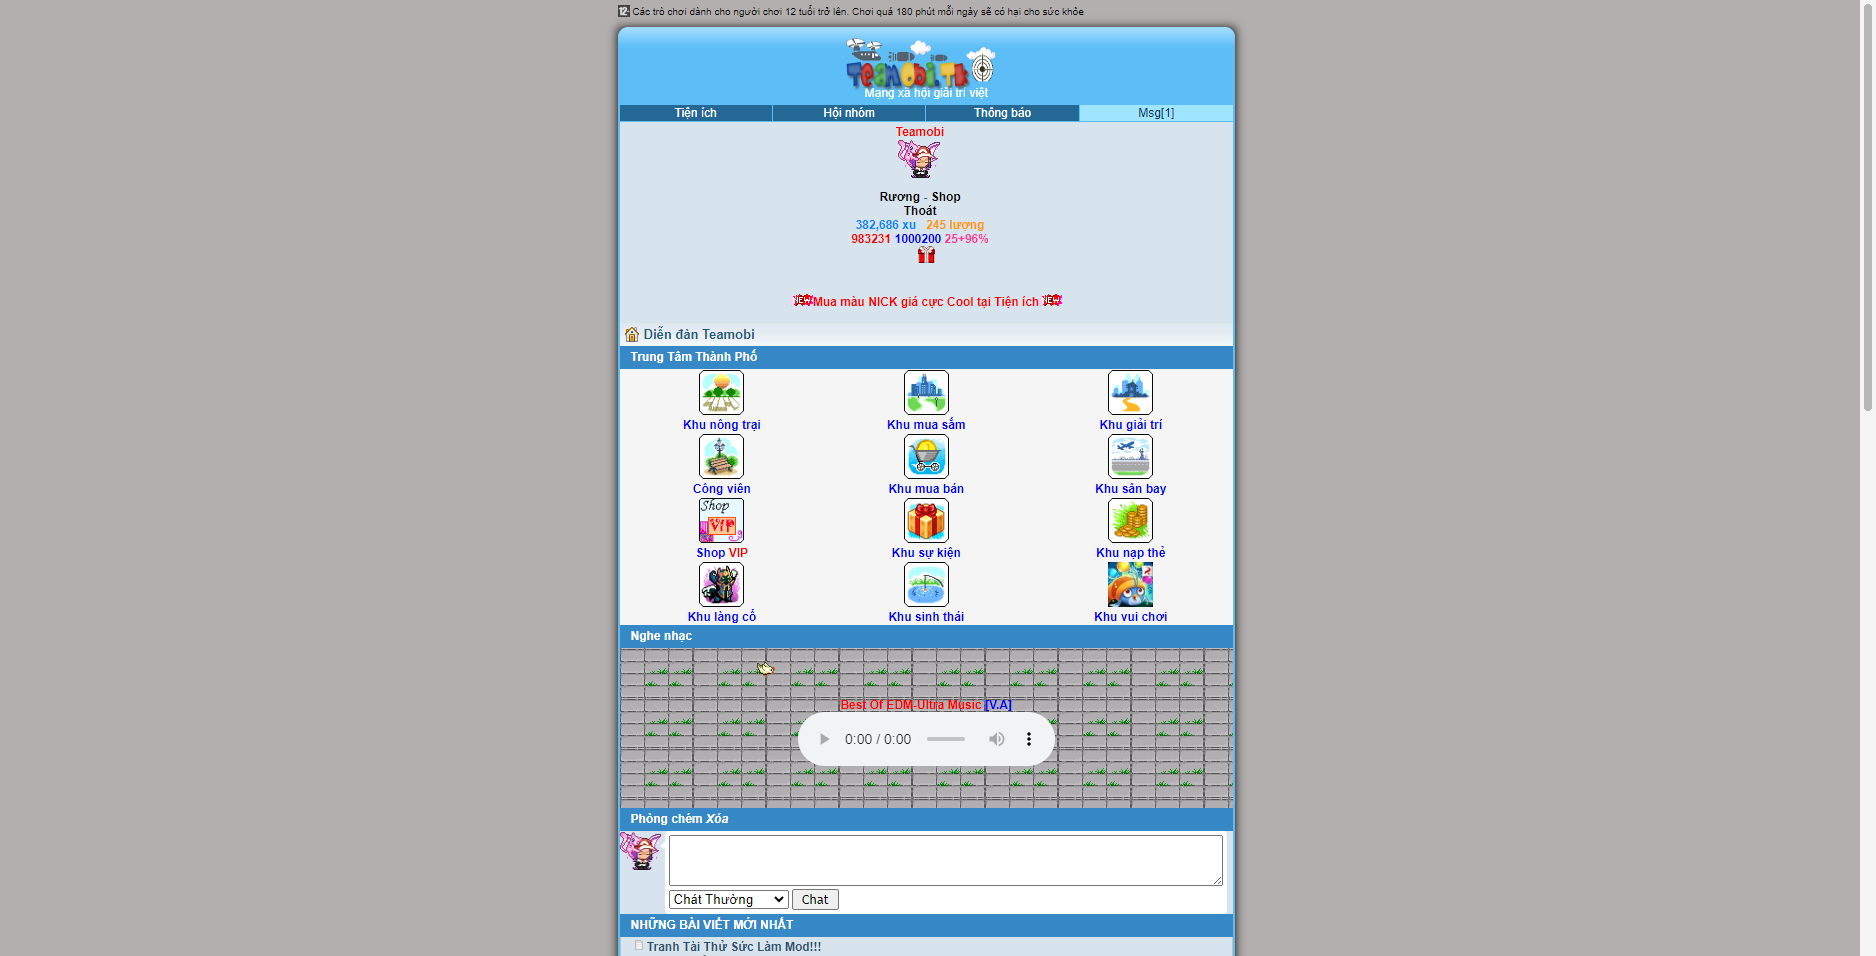 12+ Các trò chơi dành cho người chơi 12 tuổi trở lên. Chơi quá 180 phút mỗi ngày sẽ có hại cho sức khỏe
Teamobi.Tk
Mạng xã hội giải trí việt
Tiện ích Hội nhóm Thông báo Msg[1]
Teamobi
Rương - Shop
Thoát
382,686 xu 245 lượng
983231 1000200 25+96%
NEW Mua màu NICK giá cực Cool tại Tiện ích NEW
Diễn đàn Teamobi
Trung Tâm Thành Phố
Khu nông trại Khu mua sắm Khu giải trí
Công viên Khu mua bán Khu sân bay
Shop VIP
Shop VIP Khu sự kiện Khu nạp thẻ
Khu làng cổ Khu sinh thái Khu vui chơi
Nghe nhạc
Best Of EDM-Ultra Music [V.A]
0:00 / 0:00
Phòng chém Xóa
Chát Thường Chat
NHỮNG BÀI VIẾT MỚI NHẤT
Tranh Tài Thử Sức Làm Mod!!!